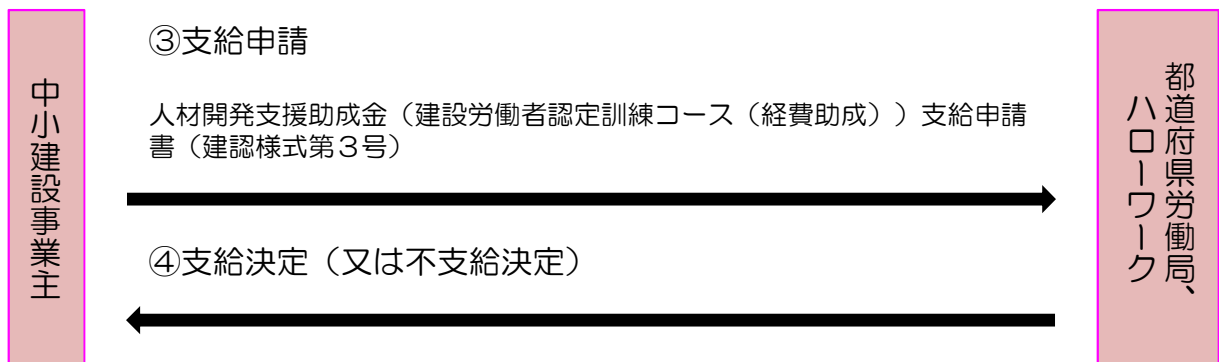 中小建設事業主
③支給申請
人材開発支援助成金（建設労働者認定訓練コース（経費助成））支給申請
書（建認様式第３号）
④支給決定（又は不支給決定）
都道府県労働局、
ハローワーク